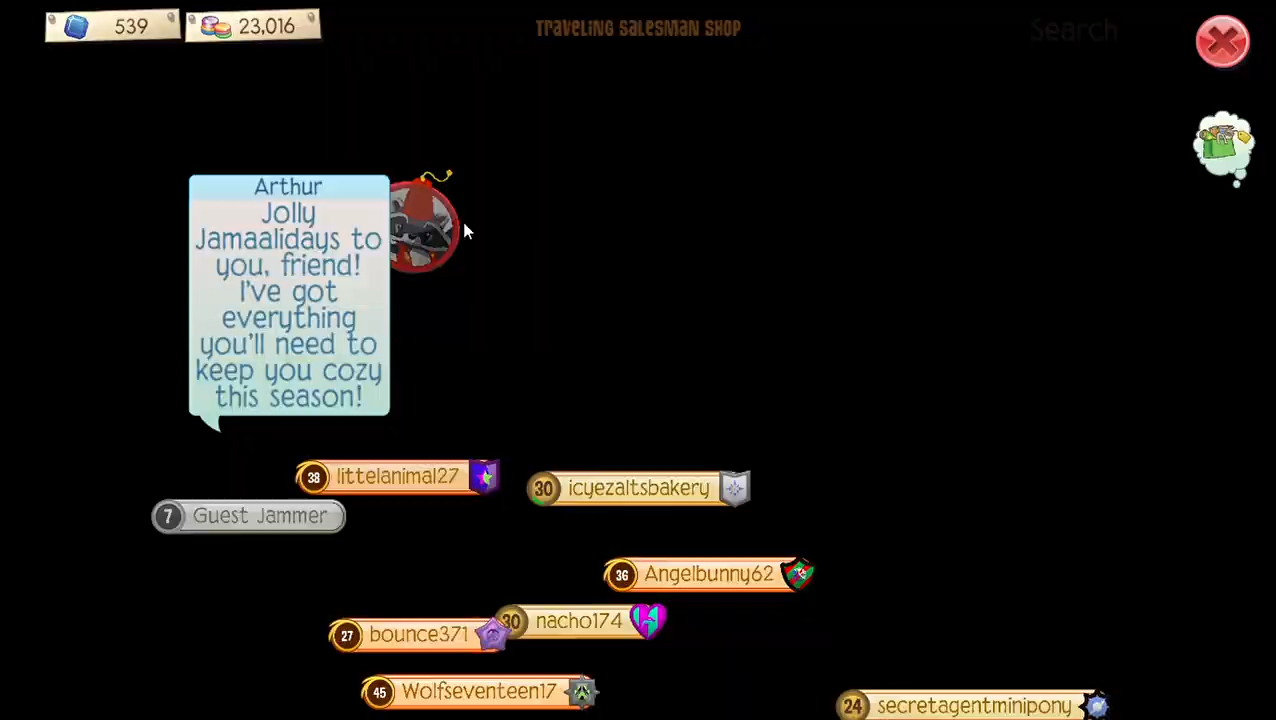 539
23,016
Traveling Salesman Shop
Search
Arthur
Jolly
Jamaalidays to
you, friend!
I've got
everything
you'll need to
keep you cozy
this season!
38 littelanimal27
30 icyezaltsbakery
7 Guest Jammer
36 Angelbunny62
30 nacho174
27 bounce371
45 Wolfseventeen17
24 secretagentminipony